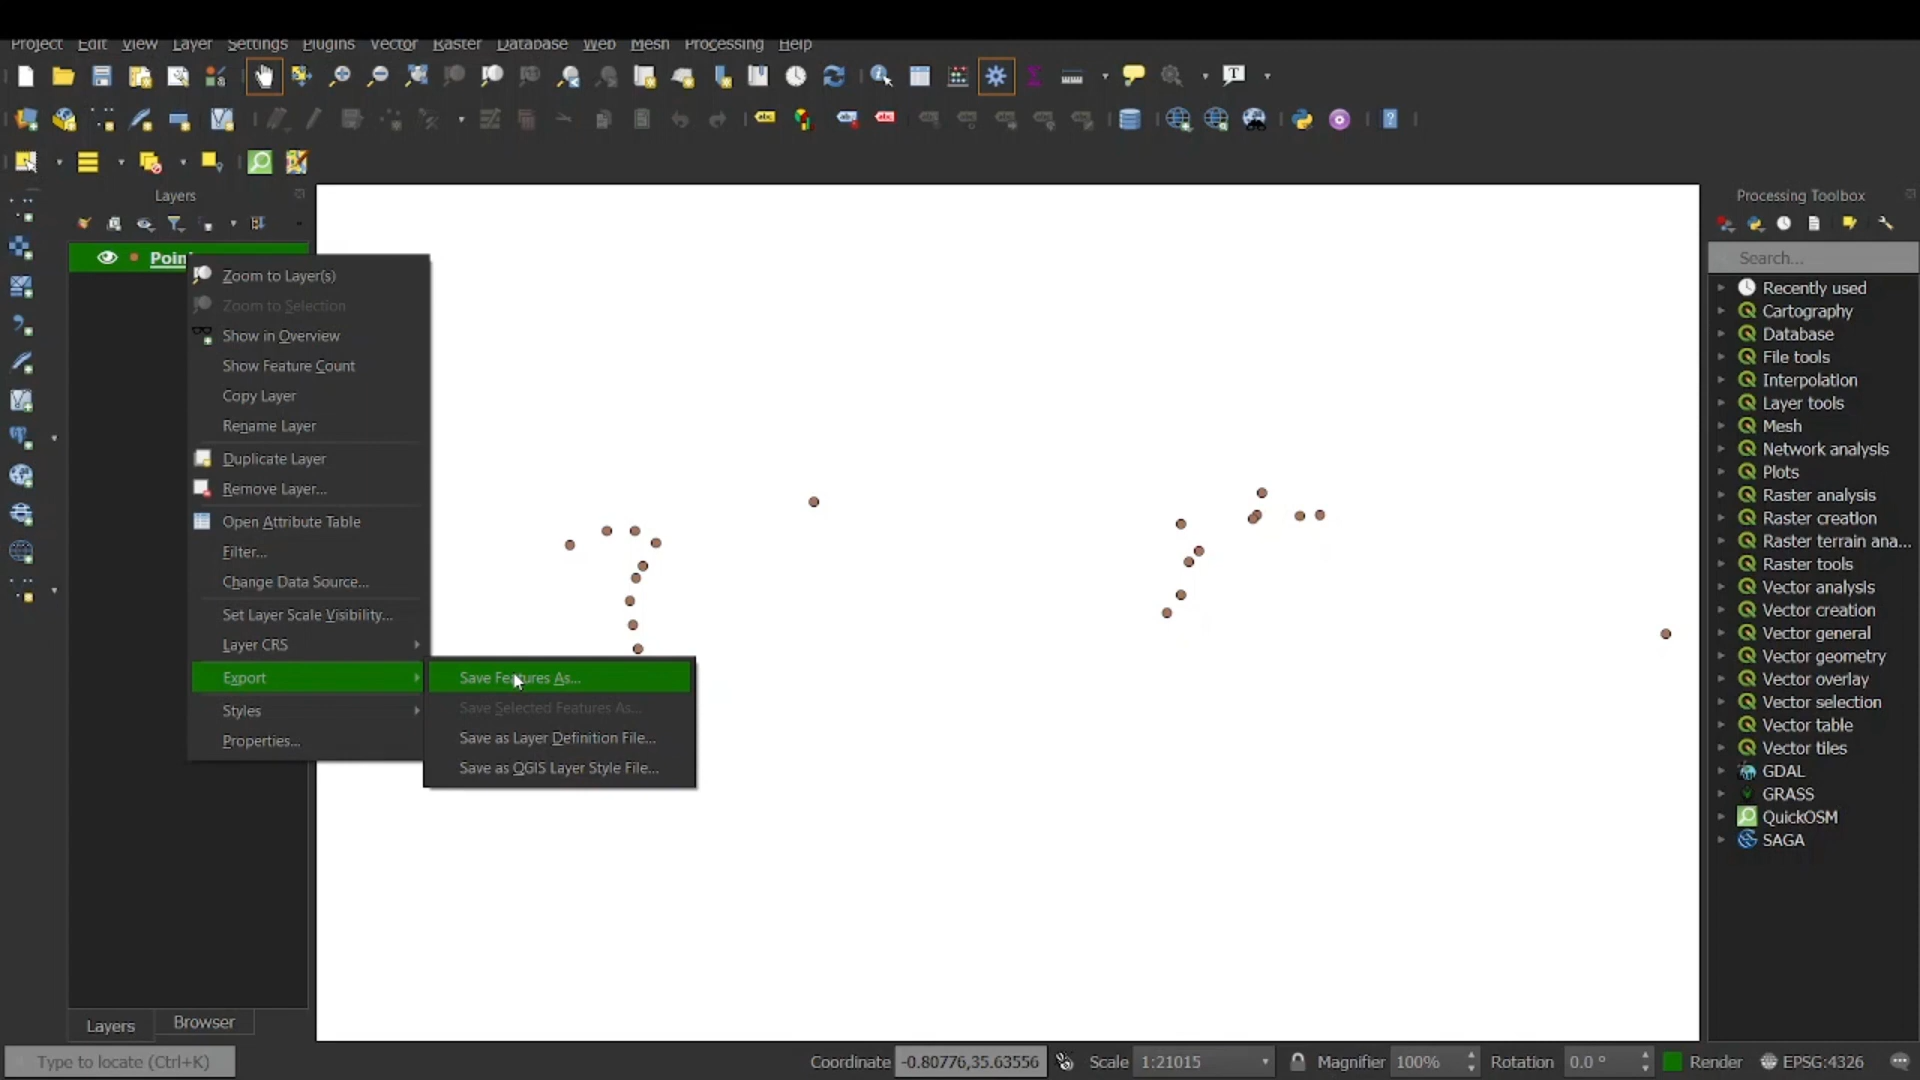 Project Edit View Layer Settings Plugins Vector Raster Database Web Mesh Processing Help
Layers
Processing Toolbox
Search...
Zoom to Layer(s)
Zoom to Selection
Show in Overview
Show Feature Count
Copy Layer
Rename Layer
Duplicate Layer
Remove Layer...
Open Attribute Table
Filter...
Change Data Source...
Set Layer Scale Visibility...
Layer CRS
Export
Styles
Properties...
Save Features As...
Save Selected Features As...
Save as Layer Definition File...
Save as QGIS Layer Style File...
Recently used
Cartography
Database
File tools
Interpolation
Layer tools
Mesh
Network analysis
Plots
Raster analysis
Raster creation
Raster terrain ana...
Raster tools
Vector analysis
Vector creation
Vector general
Vector geometry
Vector overlay
Vector selection
Vector table
Vector tiles
GDAL
GRASS
QuickOSM
SAGA
Layers Browser
Type to locate (Ctrl+K) Coordinate -0.80776,35.63556 Scale 1:21015 Magnifier 100% Rotation 0.0 ° Render EPSG:4326